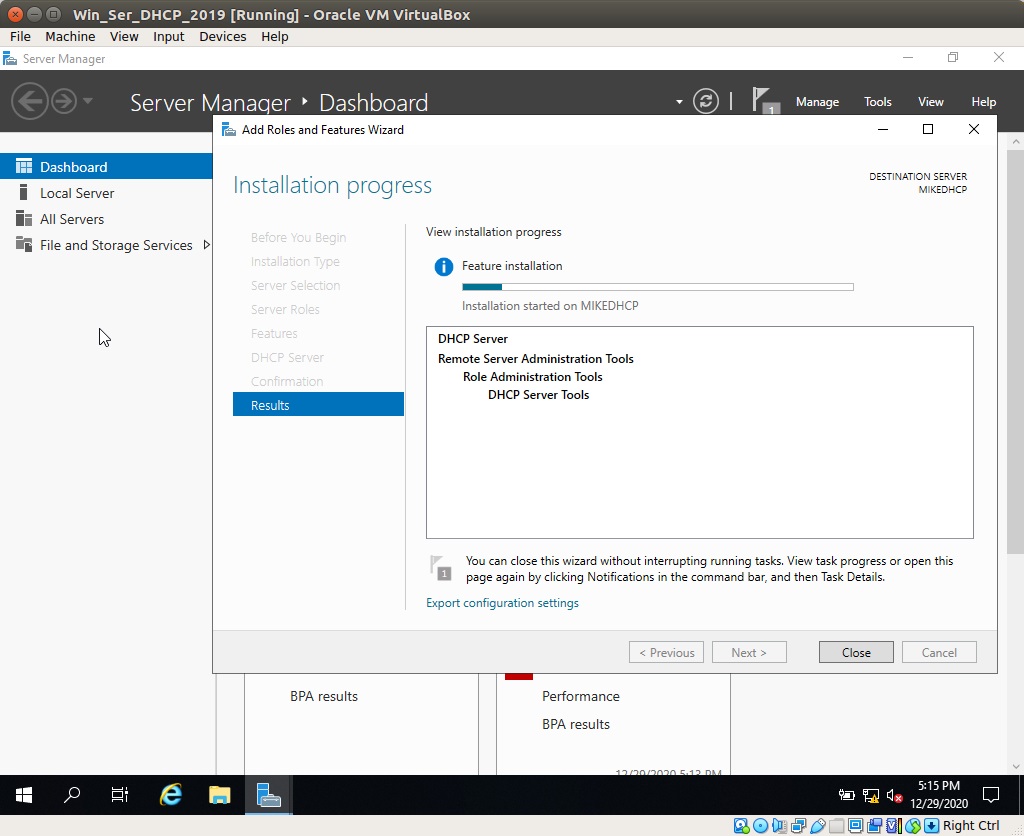 Win_Ser_DHCP_2019 [Running] - Oracle VM VirtualBox
File Machine View Input Devices Help
Server Manager
Server Manager Dashboard
1 Manage Tools View Help
Add Roles and Features Wizard
Dashboard
Local Server
All Servers
File and Storage Services
Installation progress
DESTINATION SERVER
MIKEDHCP
Before You Begin
Installation Type
Server Selection
Server Roles
Features
DHCP Server
Confirmation
Results
View installation progress
Feature installation
Installation started on MIKEDHCP
DHCP Server
Remote Server Administration Tools
Role Administration Tools
DHCP Server Tools
1
You can close this wizard without interrupting running tasks. View task progress or open this
page again by clicking Notifications in the command bar, and then Task Details.
Export configuration settings
< Previous Next > Close Cancel
BPA results
Performance
BPA results
12/29/2020 5:13 PM
5:15 PM
12/29/2020
Right Ctrl